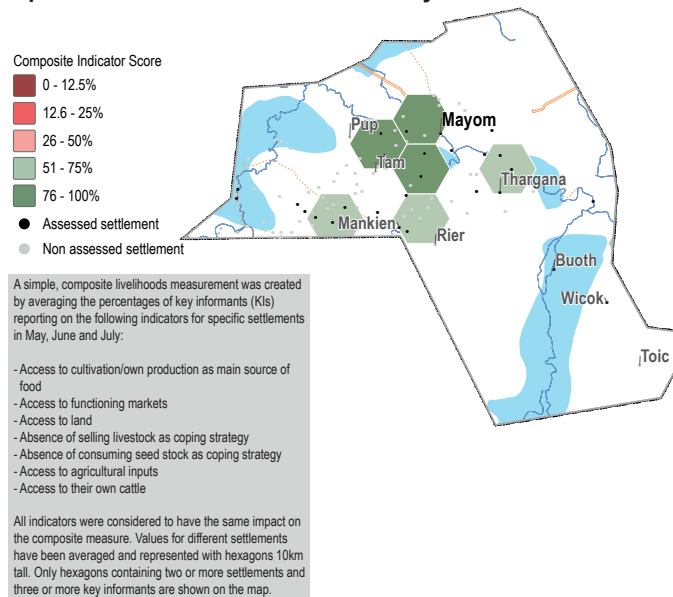 Composite Indicator Score
0 - 12.5%
12.6 - 25%
26 - 50%
51 - 75%
76 - 100%
Assessed settlement
Non assessed settlement
Pup
Mayom
Tam
Thargana
Mankien
Rier
Buoth
Wicok
Toic
A simple, composite livelihoods measurement was created
by averaging the percentages of key informants (KIs)
reporting on the following indicators for specific settlements
in May, June and July:
- Access to cultivation/own production as main source of
food
- Access to functioning markets
- Access to land
- Absence of selling livestock as coping strategy
- Absence of consuming seed stock as coping strategy
- Access to agricultural inputs
- Access to their own cattle
All indicators were considered to have the same impact on
the composite measure. Values for different settlements
have been averaged and represented with hexagons 10km
tall. Only hexagons containing two or more settlements and
three or more key informants are shown on the map.